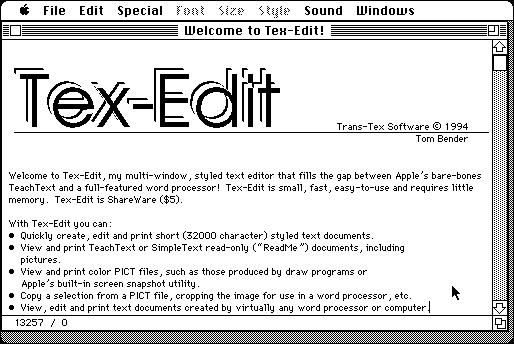 File Edit Special Font Size Style Sound Windows
Welcome to Tex-Edit!
Tex-Edit
Trans-Tex Software © 1994
Tom Bender
Welcome to Tex-Edit, my multi-window, styled text editor that fills the gap between Apple's bare-bones
TeachText and a full-featured word processor! Tex-Edit is small, fast, easy-to-use and requires little
memory. Tex-Edit is ShareWare ($5).
With Tex-Edit you can:
● Quickly create, edit and print short (32000 character) styled text documents.
● View and print TeachText or SimpleText read-only ("ReadMe") documents, including
pictures.
● View and print color PICT files, such as those produced by draw programs or
Apple's built-in screen snapshot utility.
● Copy a selection from a PICT file, cropping the image for use in a word processor, etc.
● View, edit and print text documents created by virtually any word processor or computer.
13257 / 0